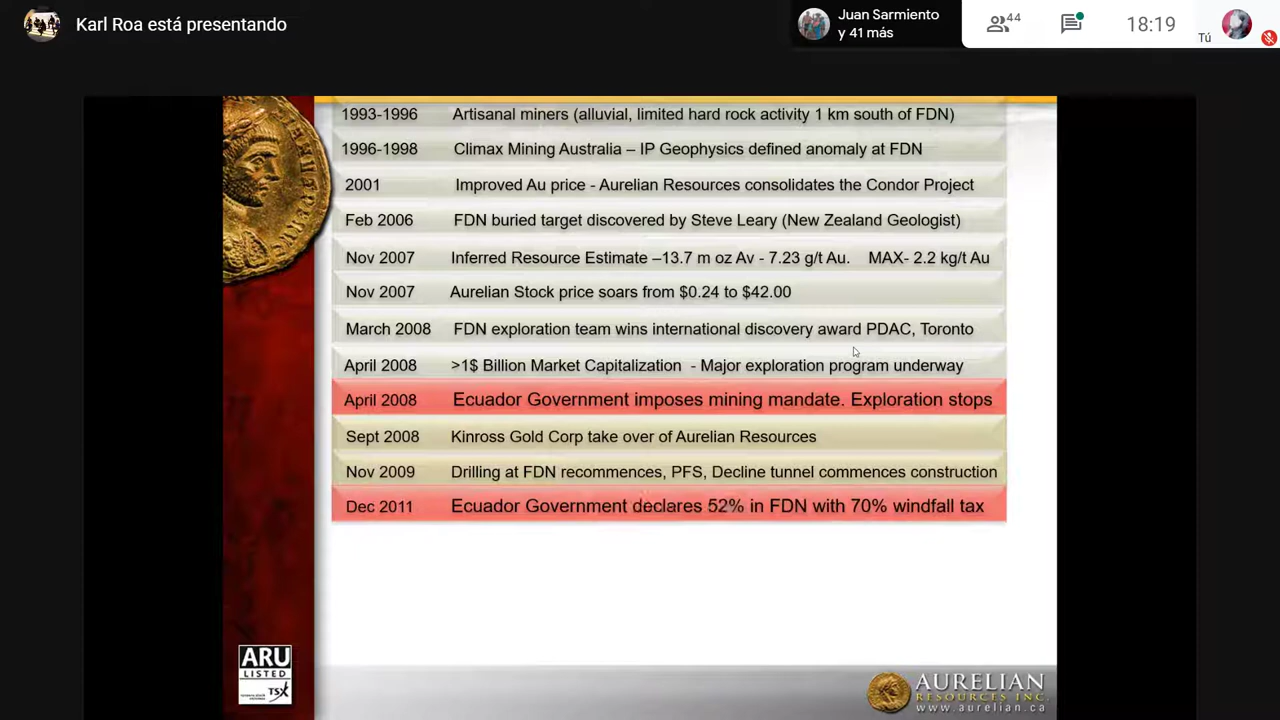 Karl Roa está presentando
Juan Sarmiento
y 41 más
44
18:19
Tú
1993-1996 Artisanal miners (alluvial, limited hard rock activity 1 km south of FDN)
1996-1998 Climax Mining Australia – IP Geophysics defined anomaly at FDN
2001 Improved Au price - Aurelian Resources consolidates the Condor Project
Feb 2006 FDN buried target discovered by Steve Leary (New Zealand Geologist)
Nov 2007 Inferred Resource Estimate –13.7 m oz Av - 7.23 g/t Au. MAX- 2.2 kg/t Au
Nov 2007 Aurelian Stock price soars from $0.24 to $42.00
March 2008 FDN exploration team wins international discovery award PDAC, Toronto
April 2008 >1$ Billion Market Capitalization - Major exploration program underway
April 2008 Ecuador Government imposes mining mandate. Exploration stops
Sept 2008 Kinross Gold Corp take over of Aurelian Resources
Nov 2009 Drilling at FDN recommences, PFS, Decline tunnel commences construction
Dec 2011 Ecuador Government declares 52% in FDN with 70% windfall tax
ARU
LISTED
TSX
AURELIAN
RESOURCES INC.
www.aurelian.ca